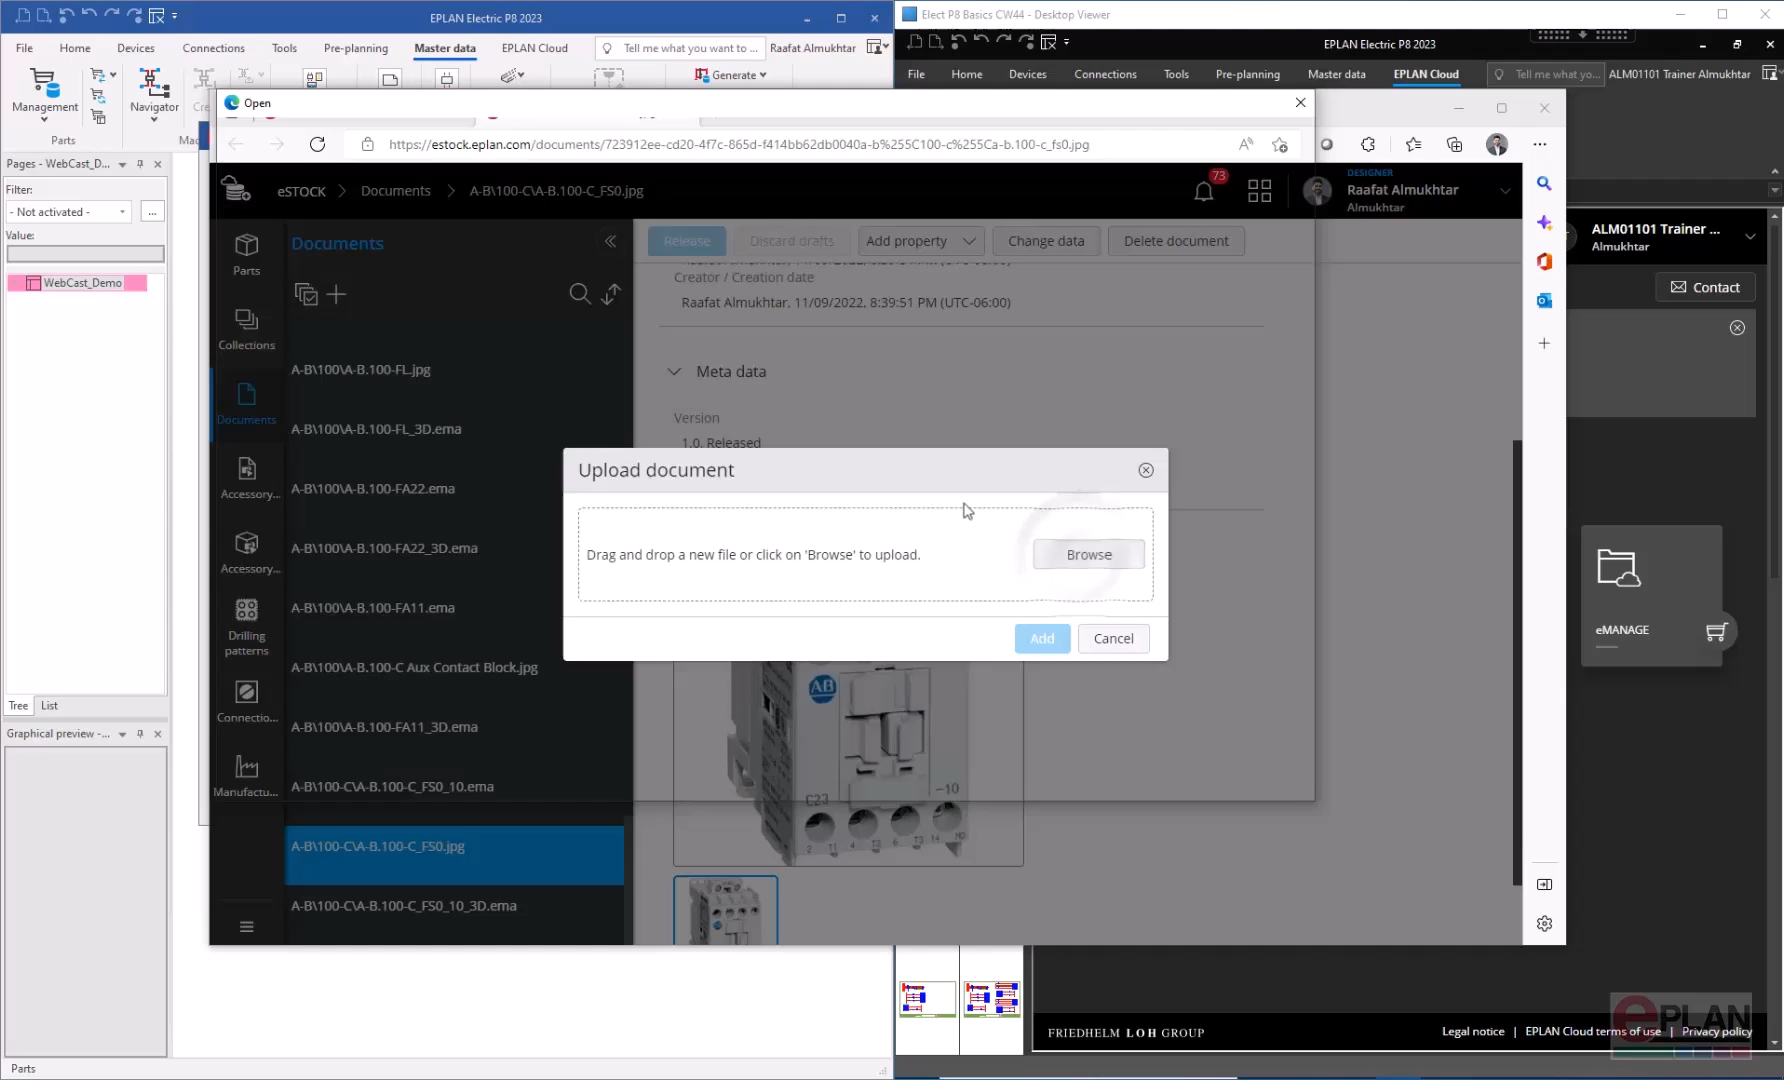 EPLAN Electric P8 2023
File Home Devices Connections Tools Pre-planning Master data EPLAN Cloud Tell me what you want to ... Raafat Almukhtar
Management
Navigator
Generate
Parts
Pages - WebCast_D...
Filter:
- Not activated -
...
Value:
WebCast_Demo
Tree List
Graphical preview -...
Parts
Elect P8 Basics CW44 - Desktop Viewer
EPLAN Electric P8 2023
File Home Devices Connections Tools Pre-planning Master data EPLAN Cloud Tell me what yo... ALM01101 Trainer Almukhtar
Open
https://estock.eplan.com/documents/723912ee-cd20-4f7c-865d-f414bb62db0040a-b%255C100-c%255Ca-b.100-c_fs0.jpg
eSTOCK Documents A-B\100-C\A-B.100-C_FS0.jpg
73
DESIGNER
Raafat Almukhtar
Almukhtar
Parts
Collections
Documents
Accessory...
Accessory...
Drilling
patterns
Connectio...
Manufactu...
Documents
A-B\100\A-B.100-FL.jpg
A-B\100\A-B.100-FL_3D.ema
A-B\100\A-B.100-FA22.ema
A-B\100\A-B.100-FA22_3D.ema
A-B\100\A-B.100-FA11.ema
A-B\100\A-B.100-C Aux Contact Block.jpg
A-B\100\A-B.100-FA11_3D.ema
A-B\100-C\A-B.100-C_FS0_10.ema
A-B\100-C\A-B.100-C_FS0.jpg
A-B\100-C\A-B.100-C_FS0_10_3D.ema
Release Discard drafts Add property Change data Delete document
Creator / Creation date
Raafat Almukhtar, 11/09/2022, 8:39:51 PM (UTC-06:00)
Meta data
Version
1.0. Released
Upload document
Drag and drop a new file or click on 'Browse' to upload.
Browse
Add Cancel
AB
C23
-10
2 T1 4 T2 6 T3 14
ALM01101 Trainer ...
Almukhtar
Contact
eMANAGE
FRIEDHELM LOH GROUP
Legal notice | EPLAN Cloud terms of use | Privacy policy
ePLAN